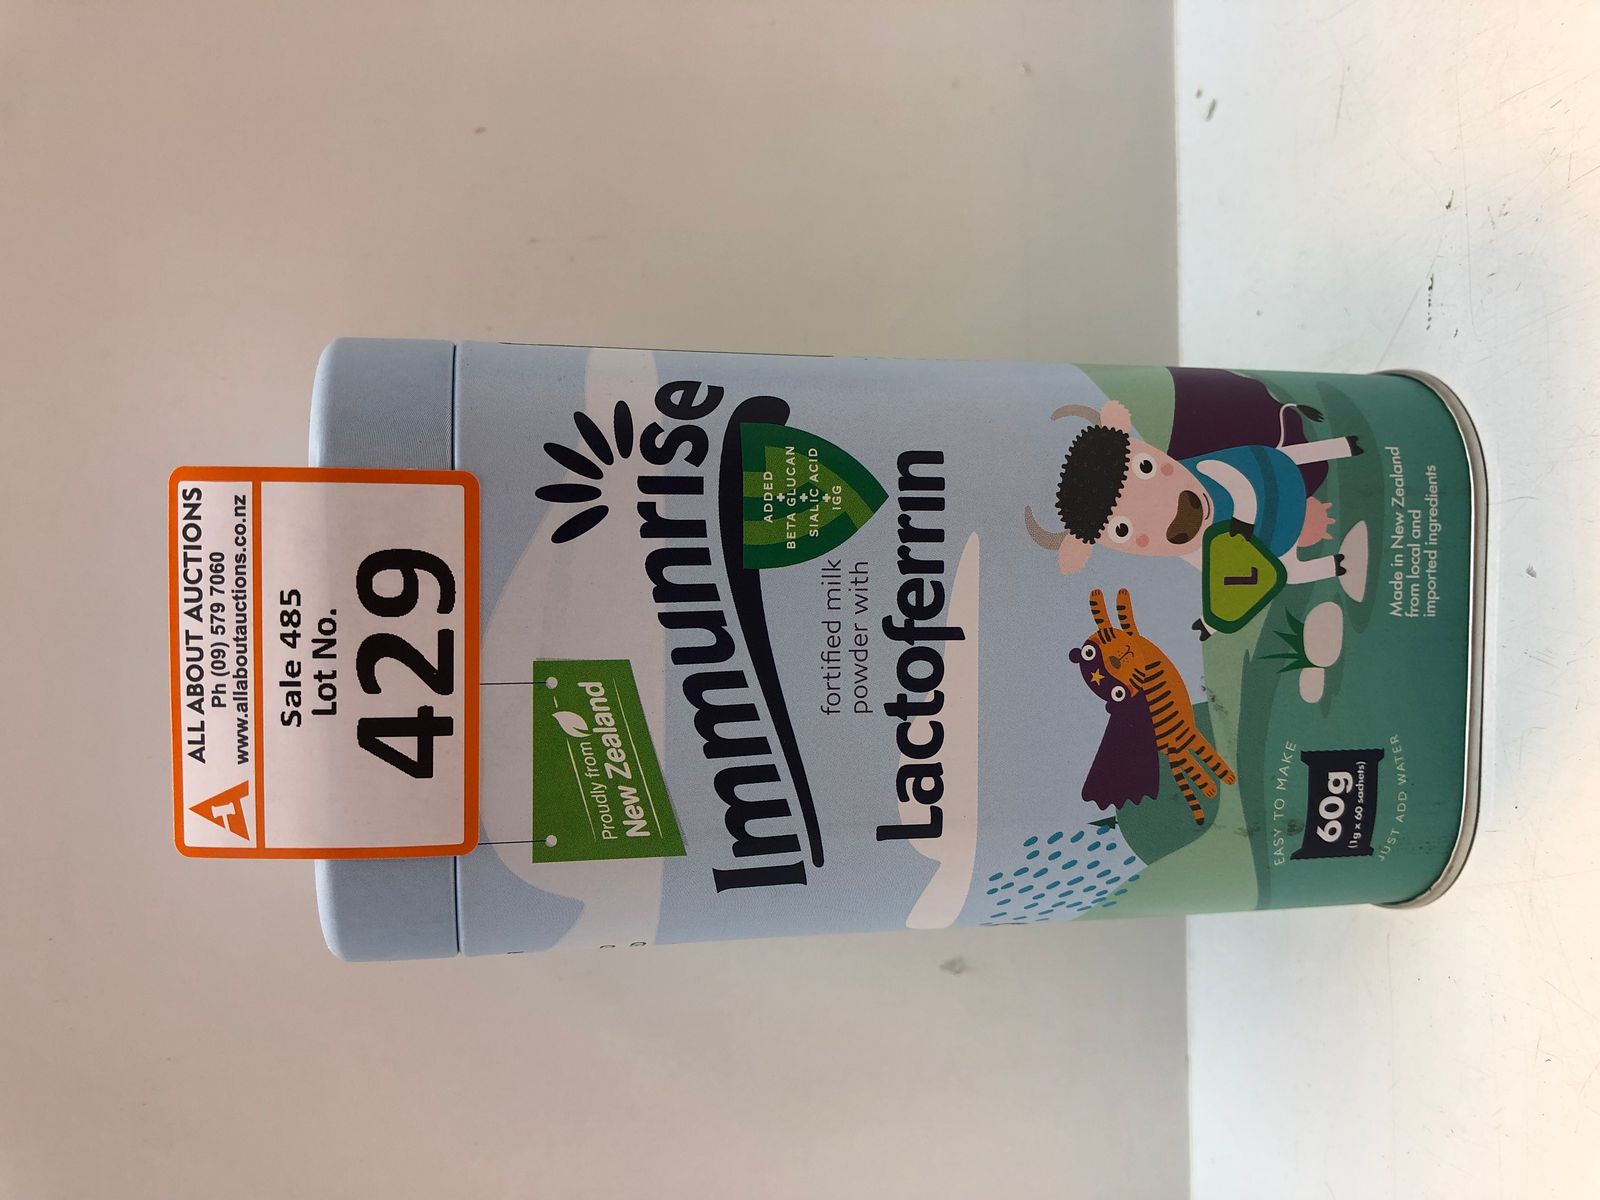 ALL ABOUT AUCTIONS
Ph (09) 579 7060
www.allaboutauctions.co.nz
Sale 485
Lot No.
429
Proudly from
New Zealand
Immunrise
ADDED
BETA GLUCAN
+
SIALIC ACID
+
IGG
fortified milk
powder with
Lactoferrin
L
EASY TO MAKE
60g
(1g x 60 sachets)
JUST ADD WATER
Made in New Zealand
from local and
imported ingredients